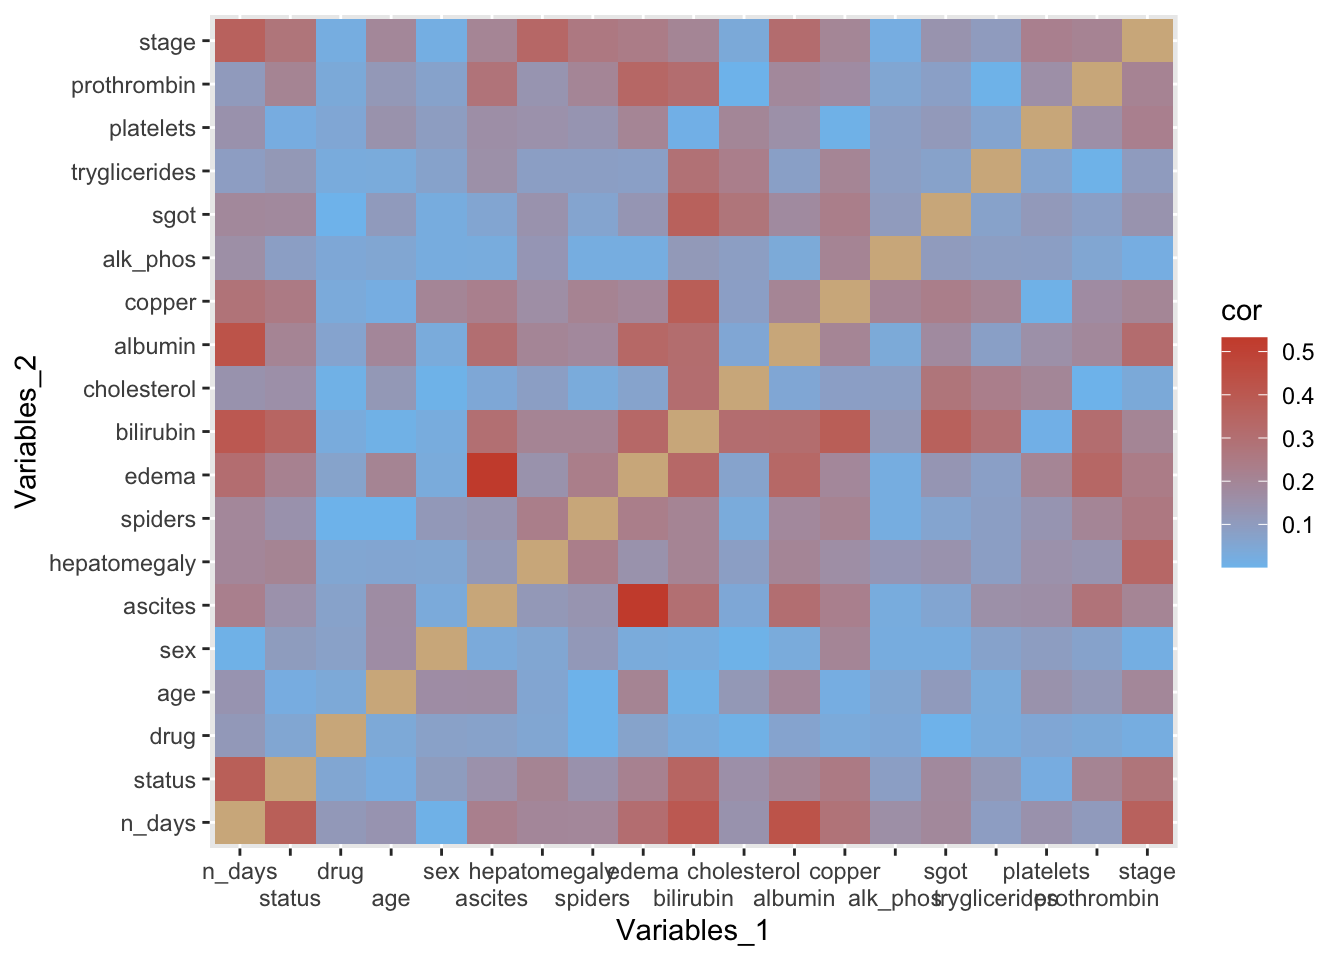 stage
prothrombin
platelets
tryglicerides
sgot
alk_phos
copper
albumin
cholesterol
bilirubin
edema
spiders
hepatomegaly
ascites
sex
age
drug
status
n_days
Variables_2
n_days drug sex hepatomegaly edema cholesterol copper sgot platelets stage
status age ascites spiders bilirubin albumin alk_phos tryglicerides prothrombin
Variables_1
cor
0.5
0.4
0.3
0.2
0.1